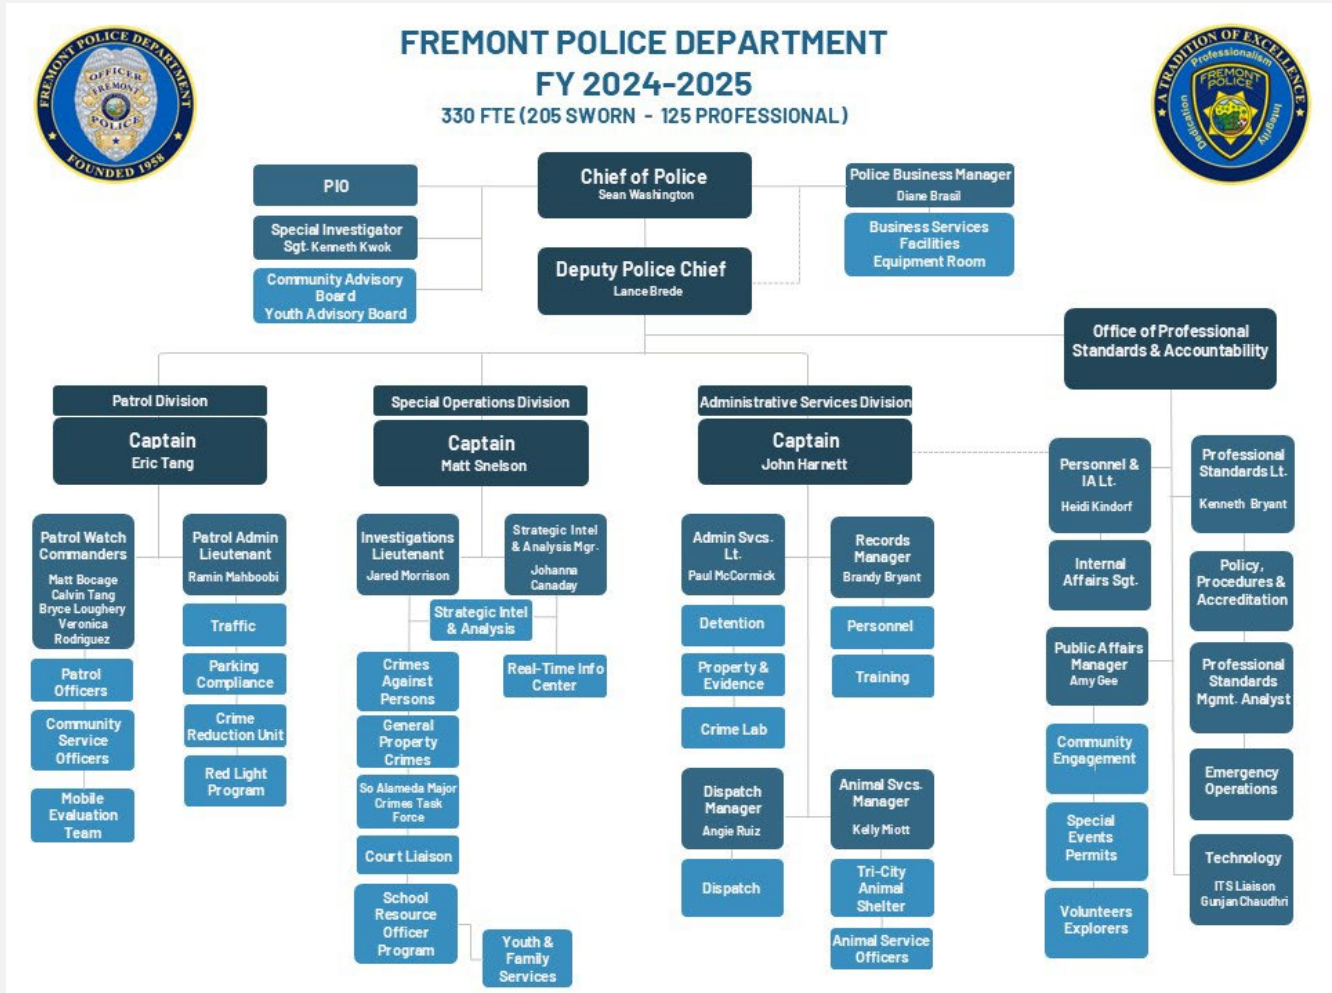 FREMONT POLICE DEPARTMENT
FY 2024-2025
330 FTE (205 SWORN - 125 PROFESSIONAL)
FREMONT POLICE DEPARTMENT
OFFICER
FREMONT
POLICE
FOUNDED 1958
A TRADITION OF EXCELLENCE
Professionalism
Dedication
Integrity
FREMONT
POLICE
PIO
Special Investigator
Sgt. Kenneth Kwok
Community Advisory
Board
Youth Advisory Board
Chief of Police
Sean Washington
Deputy Police Chief
Lance Brede
Police Business Manager
Diane Brasil
Business Services
Facilities
Equipment Room
Office of Professional
Standards & Accountability
Patrol Division
Captain
Eric Tang
Patrol Watch
Commanders
Matt Bocage
Calvin Tang
Bryce Loughery
Veronica
Rodriguez
Patrol
Officers
Community
Service
Officers
Mobile
Evaluation
Team
Patrol Admin
Lieutenant
Ramin Mahboobi
Traffic
Parking
Compliance
Crime
Reduction Unit
Red Light
Program
Special Operations Division
Captain
Matt Snelson
Investigations
Lieutenant
Jared Morrison
Strategic Intel
& Analysis Mgr.
Johanna
Canaday
Strategic Intel
& Analysis
Real-Time Info
Center
Crimes
Against
Persons
General
Property
Crimes
So Alameda Major
Crimes Task
Force
Court Liaison
School
Resource
Officer
Program
Youth &
Family
Services
Administrative Services Division
Captain
John Harnett
Admin Svcs.
Lt.
Paul McCormick
Detention
Property &
Evidence
Crime Lab
Records
Manager
Brandy Bryant
Personnel
Training
Dispatch
Manager
Angie Ruiz
Dispatch
Animal Svcs.
Manager
Kelly Miott
Tri-City
Animal
Shelter
Animal Service
Officers
Personnel &
IA Lt.
Heidi Kindorf
Internal
Affairs Sgt.
Public Affairs
Manager
Amy Gee
Community
Engagement
Special
Events
Permits
Volunteers
Explorers
Professional
Standards Lt.
Kenneth Bryant
Policy,
Procedures &
Accreditation
Professional
Standards
Mgmt. Analyst
Emergency
Operations
Technology
ITS Liaison
Gunjan Chaudhri